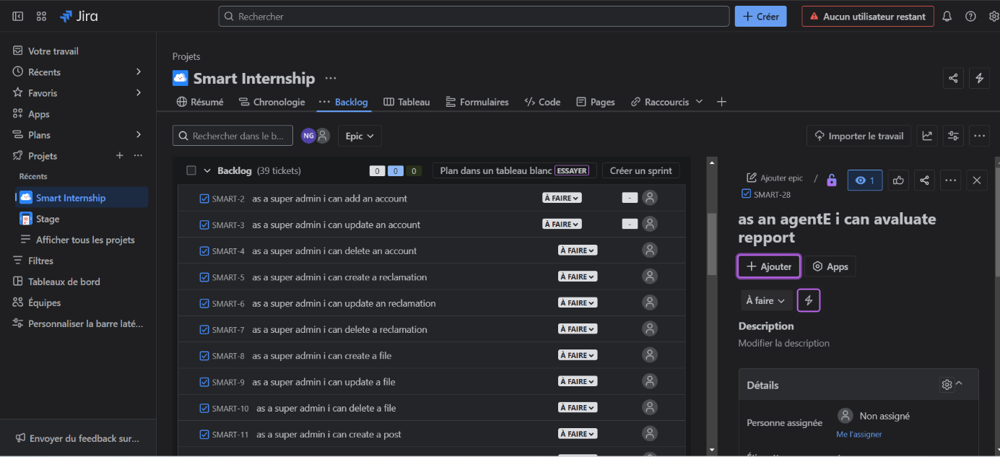 Jira
Rechercher
Créer
Aucun utilisateur restant
Votre travail
Récents
Favoris
Apps
Plans
Projets
Récents
Smart Internship
Stage
Afficher tous les projets
Filtres
Tableaux de bord
Équipes
Personnaliser la barre laté...
Envoyer du feedback sur...
Projets
Smart Internship
Résumé
Chronologie
Backlog
Tableau
Formulaires
Code
Pages
Raccourcis
Rechercher dans le b...
NG
Epic
Importer le travail
Backlog (39 tickets)
0 0 0
Plan dans un tableau blanc ESSAYER
Créer un sprint
SMART-2 as a super admin i can add an account À FAIRE -
SMART-3 as a super admin i can update an account À FAIRE -
SMART-4 as a super admin i can delete an account À FAIRE
SMART-5 as a super admin i can create a reclamation À FAIRE
SMART-6 as a super admin i can update an reclamation À FAIRE
SMART-7 as a super admin i can delete a reclamation À FAIRE
SMART-8 as a super admin i can create a file À FAIRE
SMART-9 as a super admin i can update a file À FAIRE
SMART-10 as a super admin i can delete a file À FAIRE
SMART-11 as a super admin i can create a post À FAIRE
Ajouter epic /
1
SMART-28
as an agentE i can avaluate
repport
Ajouter
Apps
À faire
Description
Modifier la description
Détails
Personne assignée
Non assigné
Me l'assigner